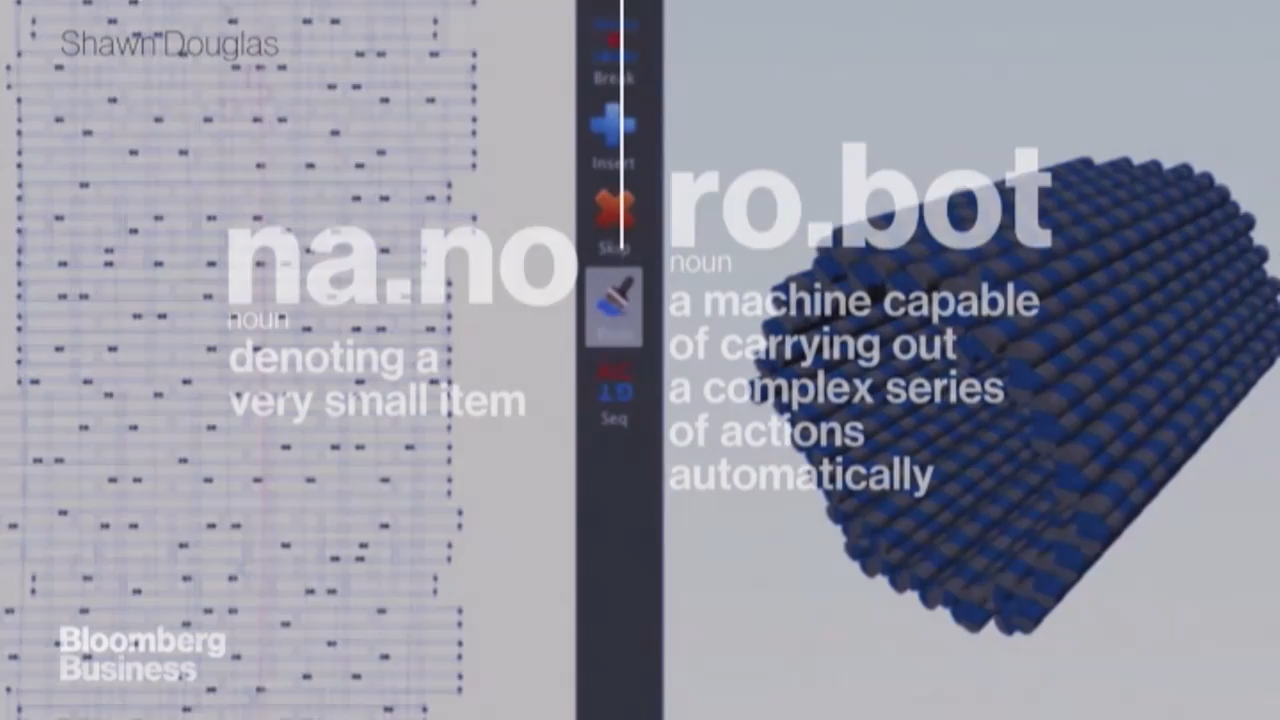 Shawn Douglas
Break
Insert
Skip
Seq
na.no
noun
denoting a
very small item
ro.bot
noun
a machine capable
of carrying out
a complex series
of actions
automatically
Bloomberg
Business